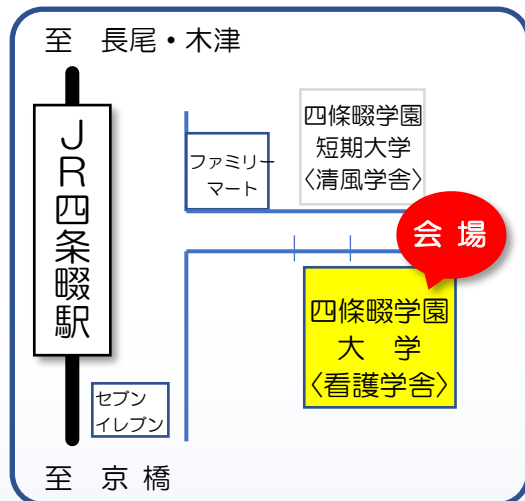 至　長尾・木津
JR四条畷駅
ファミリー
マート
四條畷学園
短期大学
〈清風学舎〉
会 場
四條畷学園
大　学
〈看護学舎〉
セブン
イレブン
至　京 橋